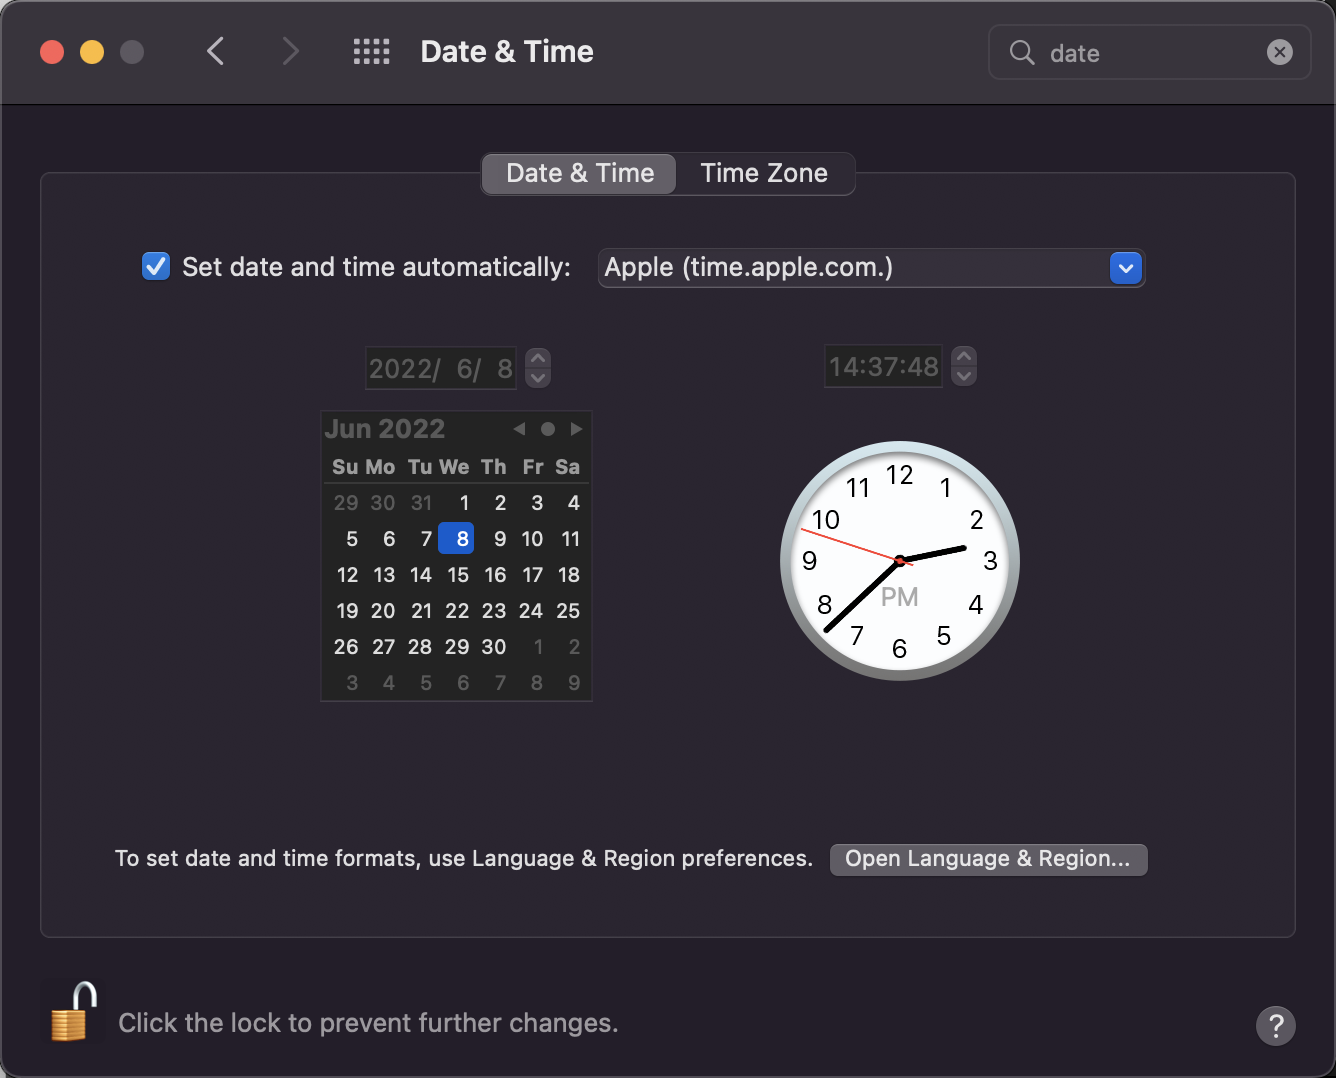 Date & Time
date
Date & Time Time Zone
Set date and time automatically: Apple (time.apple.com.)
2022/ 6/ 8
14:37:48
Jun 2022
Su Mo Tu We Th Fr Sa
29 30 31 1 2 3 4
5 6 7 8 9 10 11
12 13 14 15 16 17 18
19 20 21 22 23 24 25
26 27 28 29 30 1 2
3 4 5 6 7 8 9
12
11 1
10 2
9 3
PM
8 4
7 5
6
To set date and time formats, use Language & Region preferences. Open Language & Region...
Click the lock to prevent further changes.
?